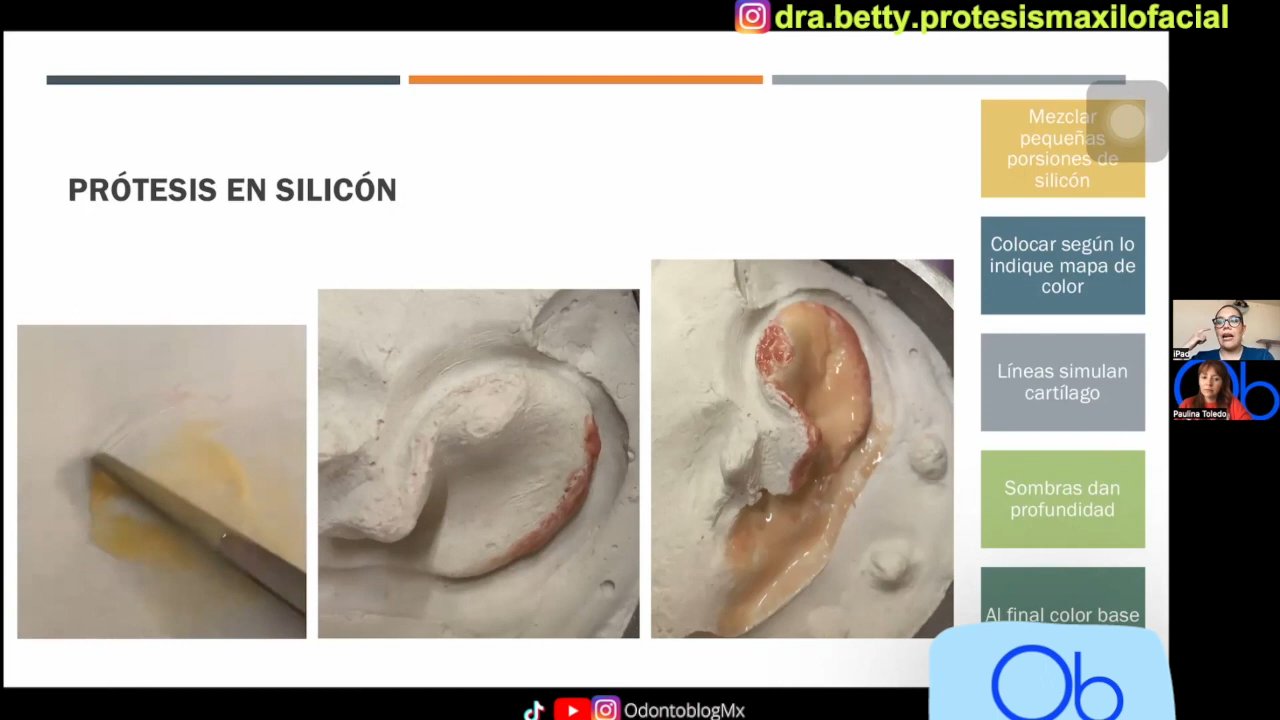 dra.betty.protesismaxilofacial
PRÓTESIS EN SILICÓN
Mezclar
pequeñas
porsiones de
silicón
Colocar según lo
indique mapa de
color
Líneas simulan
cartílago
Sombras dan
profundidad
Al final color base
iPad
Paulina Toledo
Ob
Ob
OdontoblogMx